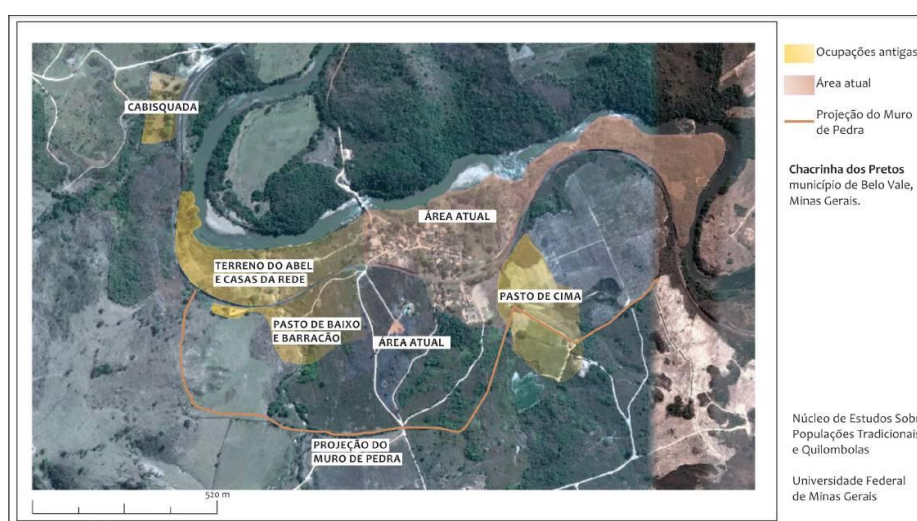 CABISQUADA
ÁREA ATUAL
TERRENO DO ABEL
E CASAS DA REDE
PASTO DE CIMA
PASTO DE BAIXO
E BARRACÃO
ÁREA ATUAL
PROJEÇÃO DO
MURO DE PEDRA
520 m
Ocupações antigas
Área atual
Projeção do Muro
de Pedra
Chacrinha dos Pretos
município de Belo Vale,
Minas Gerais.
Núcleo de Estudos Sobr
Populações Tradicionais
e Quilombolas
Universidade Federal
de Minas Gerais